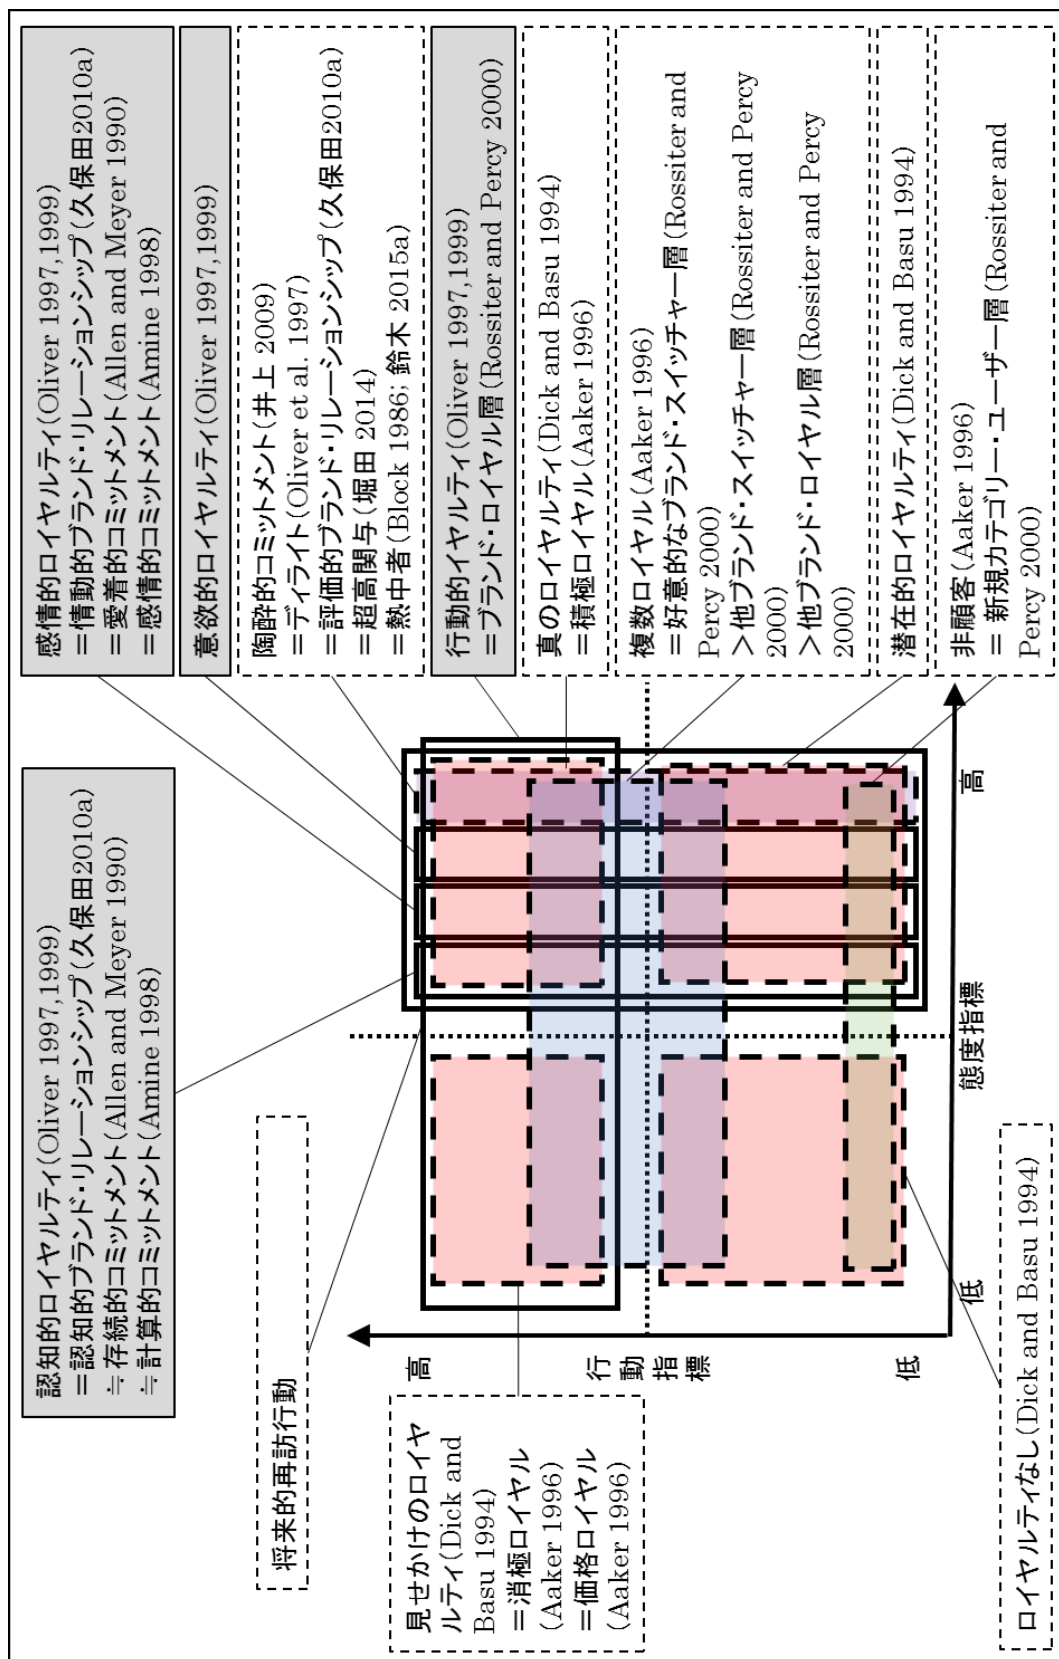 認知的ロイヤルティ(Oliver 1997,1999)
＝認知的ブランド・リレーションシップ(久保田2010a)
≒存続的コミットメント(Allen and Meyer 1990)
≒計算的コミットメント(Amine 1998)
感情的ロイヤルティ(Oliver 1997,1999)
＝情動的ブランド・リレーションシップ(久保田2010a)
＝愛着的コミットメント(Allen and Meyer 1990)
＝感情的コミットメント(Amine 1998)
意欲的ロイヤルティ(Oliver 1997,1999)
陶酔的コミットメント(井上 2009)
＝ディライト(Oliver et al. 1997)
＝評価的ブランド・リレーションシップ(久保田2010a)
＝超高関与(堀田 2014)
＝熱中者(Block 1986; 鈴木 2015a)
行動的イヤルティ(Oliver 1997,1999)
＝ブランド・ロイヤル層(Rossiter and Percy 2000)
真のロイヤルティ(Dick and Basu 1994)
＝積極ロイヤル(Aaker 1996)
複数ロイヤル(Aaker 1996)
＝好意的なブランド・スイッチャー層(Rossiter and
Percy 2000)
＞他ブランド・スイッチャー層(Rossiter and Percy
2000)
＞他ブランド・ロイヤル層(Rossiter and Percy
2000)
潜在的ロイヤルティ(Dick and Basu 1994)
非顧客(Aaker 1996)
＝ 新規カテゴリー・ユーザー層(Rossiter and
Percy 2000)
将来的再訪行動
見せかけのロイヤ
ルティ(Dick and
Basu 1994)
＝消極ロイヤル
(Aaker 1996)
＝価格ロイヤル
(Aaker 1996)
高
行動指標
低
低
態度指標
高
ロイヤルティなし(Dick and Basu 1994)